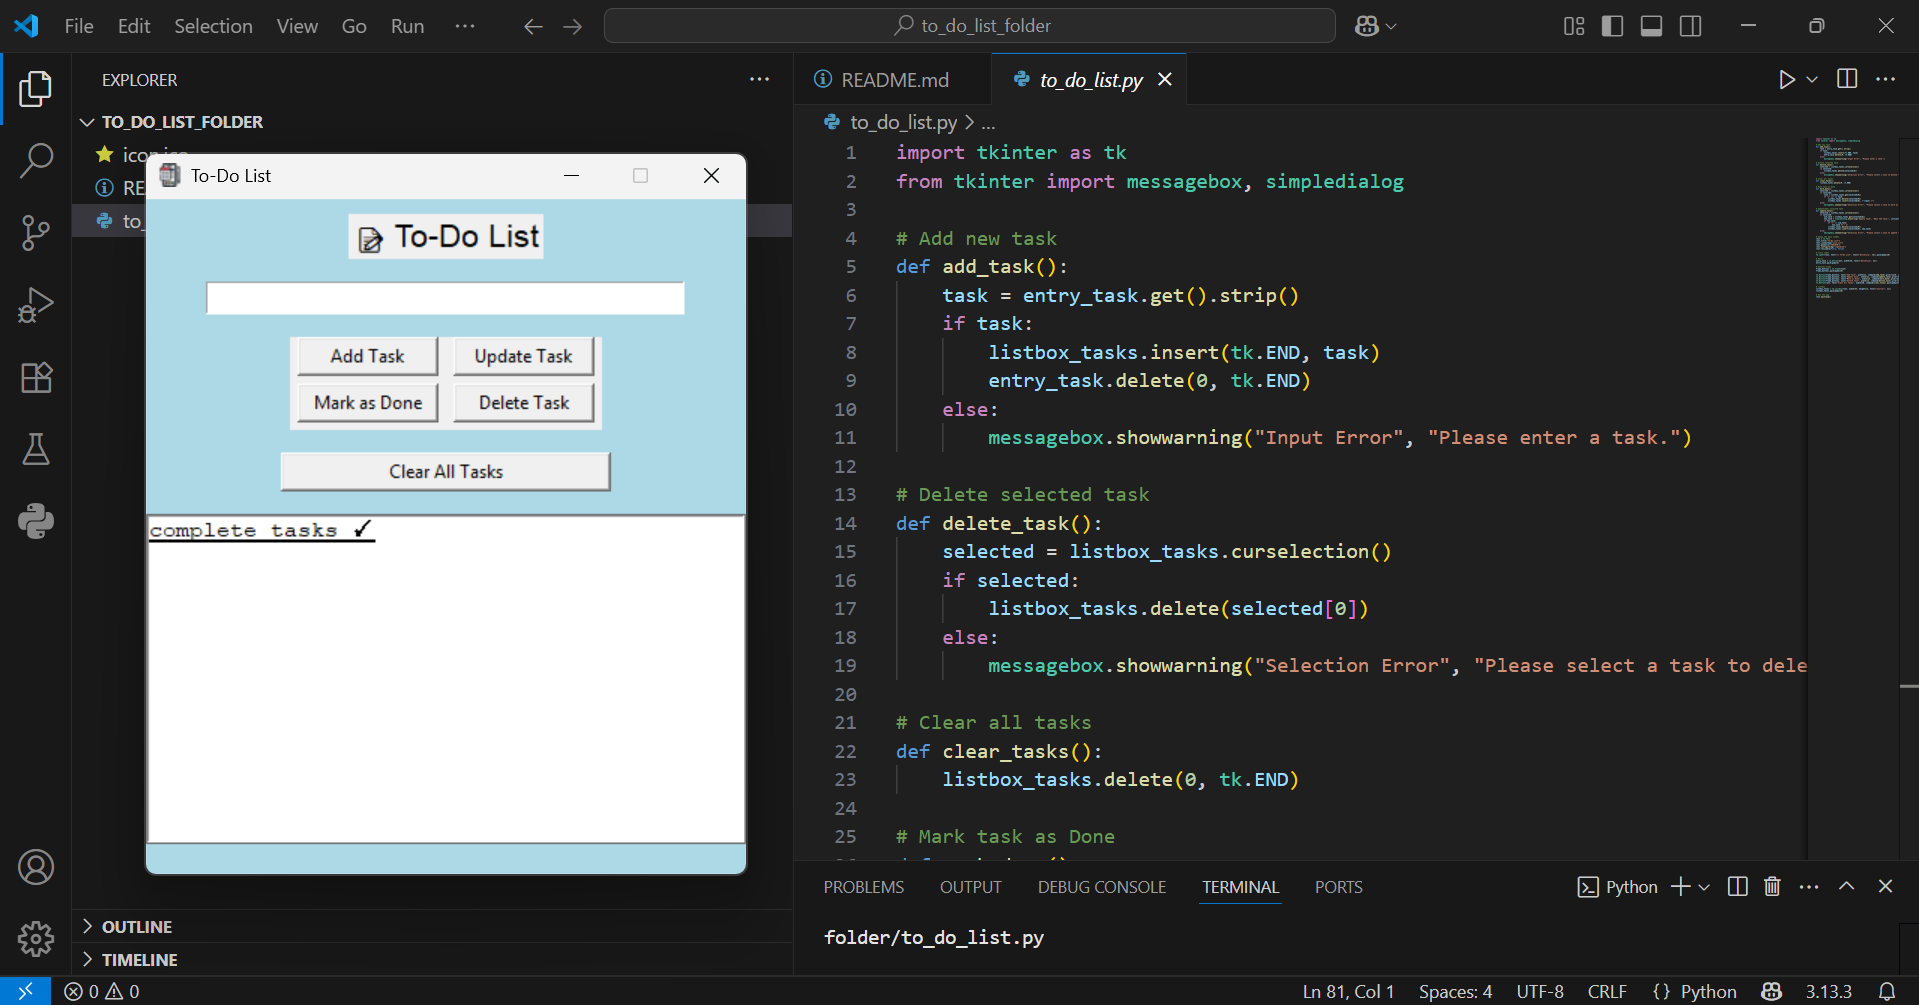 File Edit Selection View Go Run ... to_do_list_folder
EXPLORER ...
TO_DO_LIST_FOLDER
To-Do List
To-Do List
Add Task Update Task
Mark as Done Delete Task
Clear All Tasks
complete tasks ✓
OUTLINE
TIMELINE
README.md to_do_list.py
to_do_list.py > ...
1 import tkinter as tk
2 from tkinter import messagebox, simpledialog
3
4 # Add new task
5 def add_task():
6 task = entry_task.get().strip()
7 if task:
8 listbox_tasks.insert(tk.END, task)
9 entry_task.delete(0, tk.END)
10 else:
11 messagebox.showwarning("Input Error", "Please enter a task.")
12
13 # Delete selected task
14 def delete_task():
15 selected = listbox_tasks.curselection()
16 if selected:
17 listbox_tasks.delete(selected[0])
18 else:
19 messagebox.showwarning("Selection Error", "Please select a task to dele
20
21 # Clear all tasks
22 def clear_tasks():
23 listbox_tasks.delete(0, tk.END)
24
25 # Mark task as Done
PROBLEMS OUTPUT DEBUG CONSOLE TERMINAL PORTS Python
folder/to_do_list.py
0 0 Ln 81, Col 1 Spaces: 4 UTF-8 CRLF {} Python 3.13.3